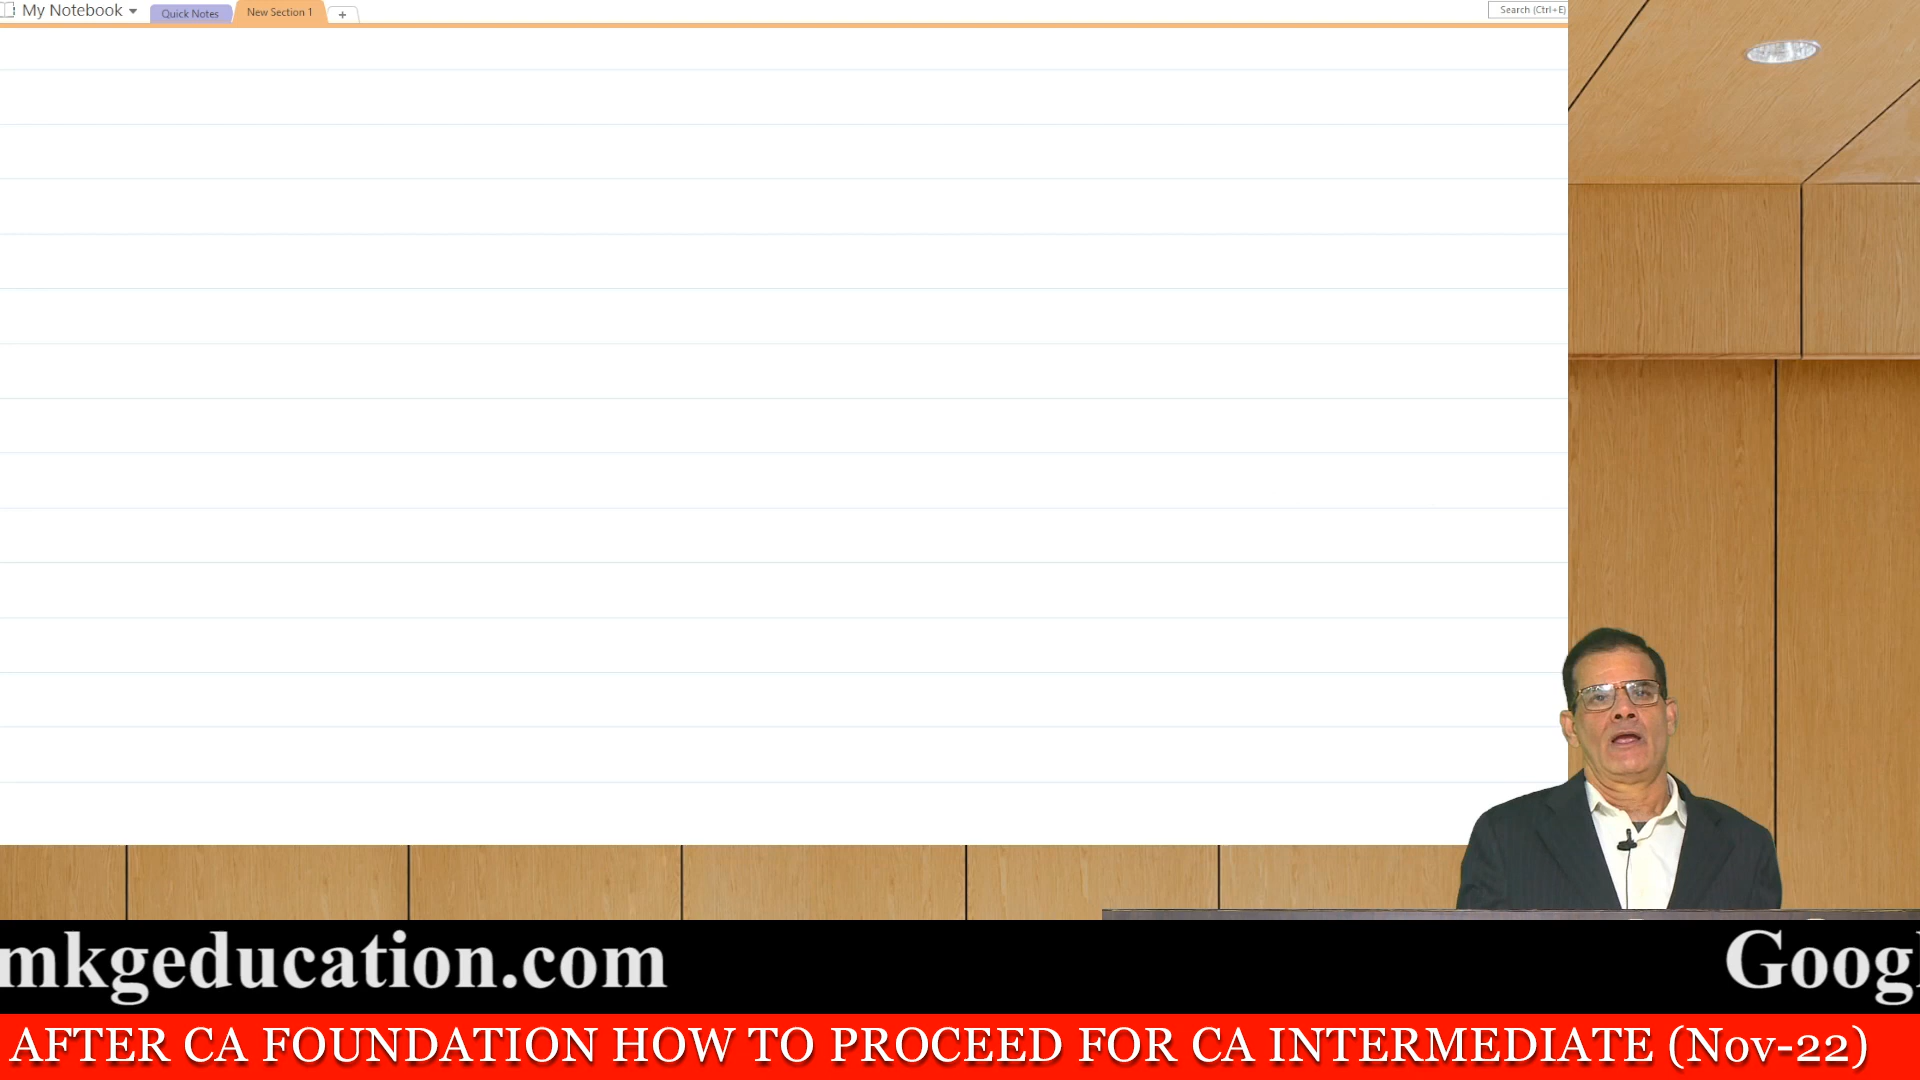 My Notebook
Quick Notes
New Section 1
+
Search (Ctrl+E)
mkgeducation.com
Goog
AFTER CA FOUNDATION HOW TO PROCEED FOR CA INTERMEDIATE (Nov-22)